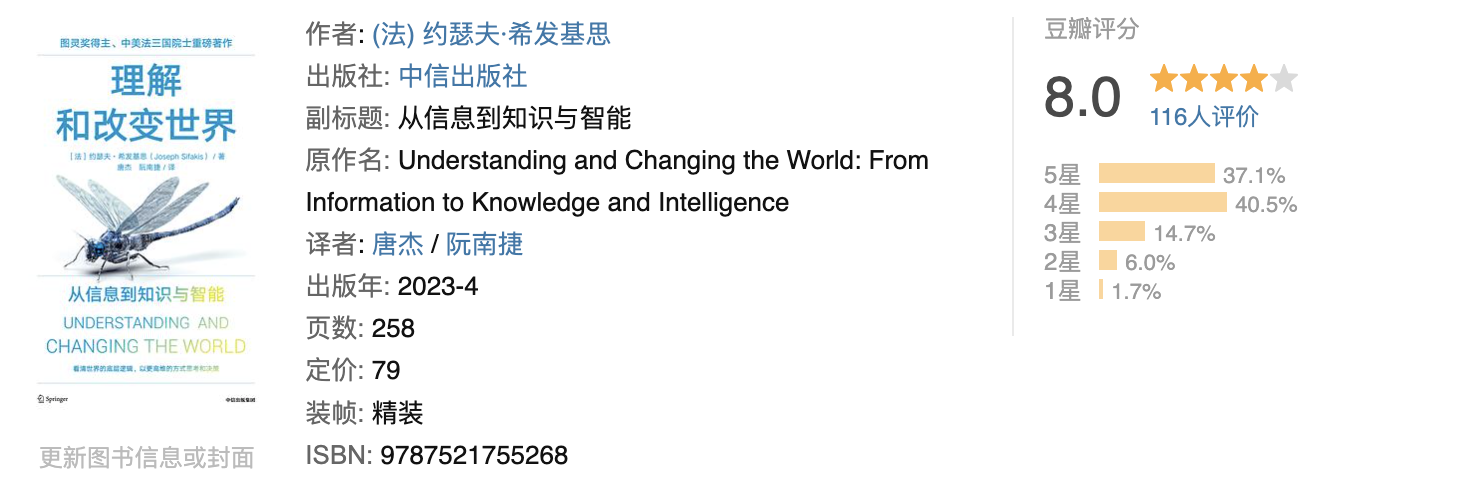 图灵奖得主、中美法三国院士重磅著作
理解
和改变世界
[法] 约瑟夫·希发基思 (Joseph Sifakis) / 著
唐杰 阮南捷 / 译
从信息到知识与智能
UNDERSTANDING AND
CHANGING THE WORLD
看清世界的底层逻辑,以更高维的方式思考和决策
Springer
中信出版集团
更新图书信息或封面
作者: (法) 约瑟夫·希发基思
出版社: 中信出版社
副标题: 从信息到知识与智能
原作名: Understanding and Changing the World: From
Information to Knowledge and Intelligence
译者: 唐杰 / 阮南捷
出版年: 2023-4
页数: 258
定价: 79
装帧: 精装
ISBN: 9787521755268
豆瓣评分
8.0
116人评价
5星 37.1%
4星 40.5%
3星 14.7%
2星 6.0%
1星 1.7%